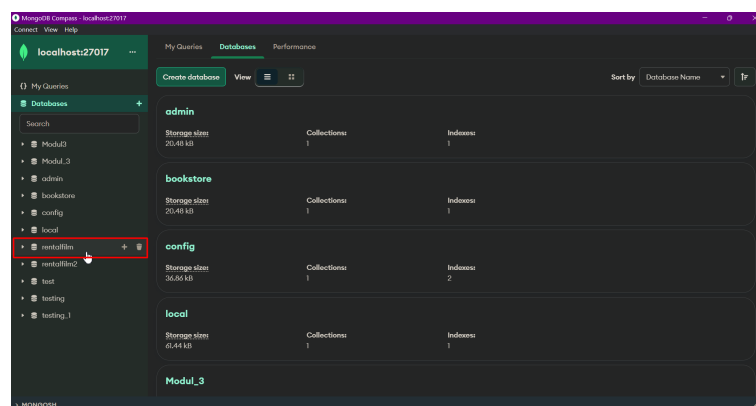 MongoDB Compass - localhost:27017
Connect View Help
localhost:27017 ...
My Queries
Databases
Search
Modul3
Modul_3
admin
bookstore
config
local
rentalfilm
rentalfilm2
test
testing
testing_1
>_MONGOSH
My Queries Databases Performance
Create database View Sort by Database Name
admin
Storage size: Collections: Indexes:
20.48 kB 1 1
bookstore
Storage size: Collections: Indexes:
20.48 kB 1 1
config
Storage size: Collections: Indexes:
36.86 kB 1 2
local
Storage size: Collections: Indexes:
61.44 kB 1 1
Modul_3